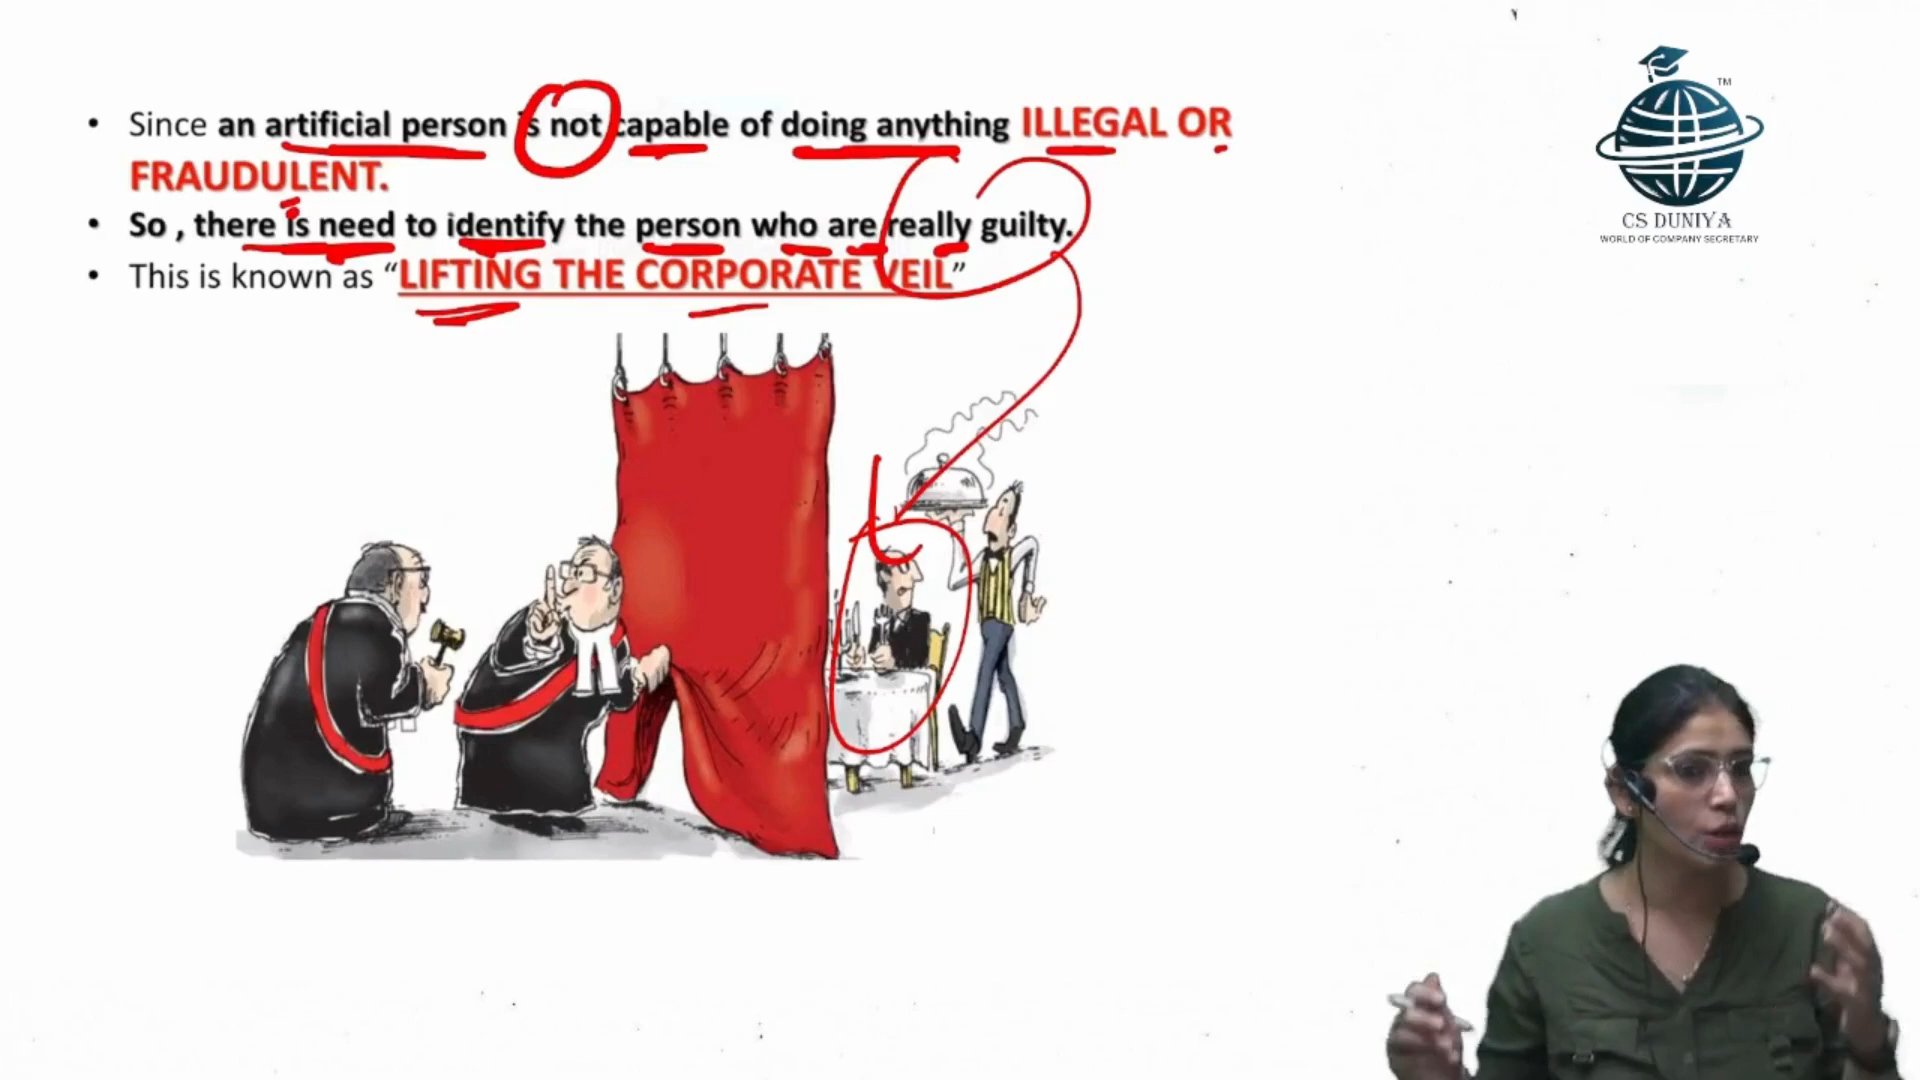 • Since an artificial person is not capable of doing anything ILLEGAL OR
FRAUDULENT.
• So , there is need to identify the person who are really guilty.
• This is known as “LIFTING THE CORPORATE VEIL”
TM
CS DUNIYA
WORLD OF COMPANY SECRETARY